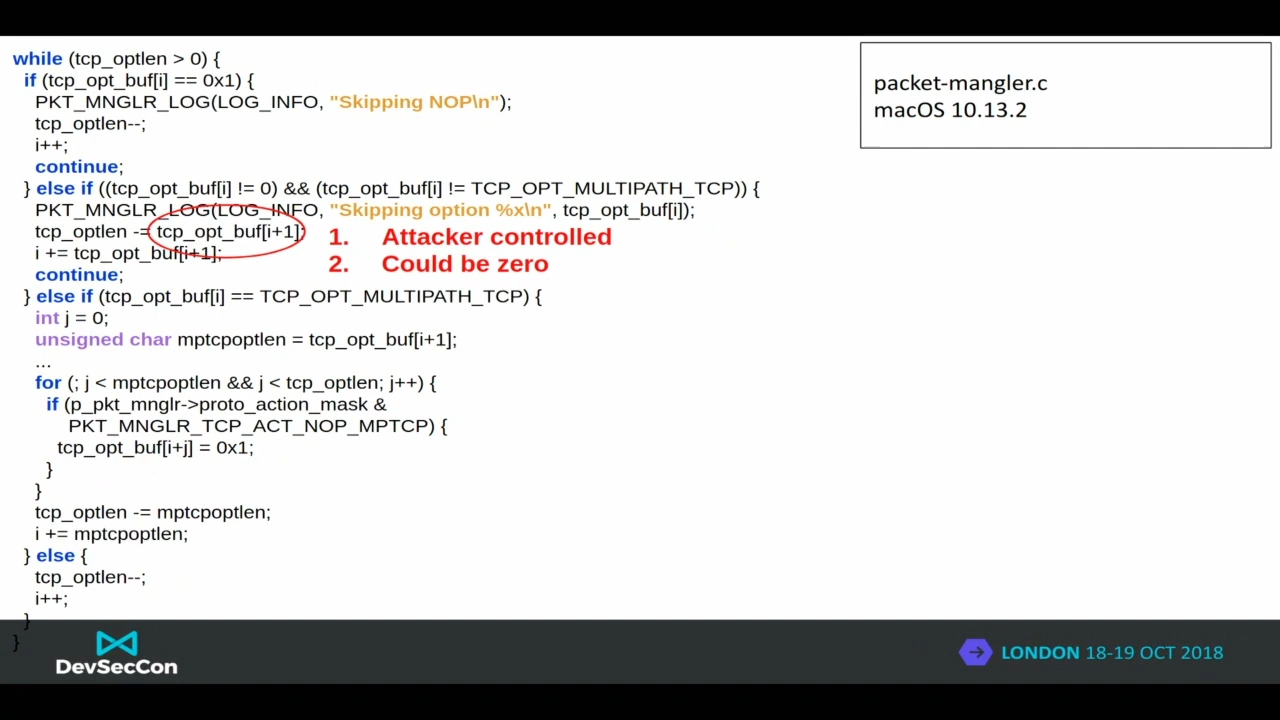 while (tcp_optlen > 0) {
if (tcp_opt_buf[i] == 0x1) {
PKT_MNGLR_LOG(LOG_INFO, "Skipping NOP\n");
tcp_optlen--;
i++;
continue;
} else if ((tcp_opt_buf[i] != 0) && (tcp_opt_buf[i] != TCP_OPT_MULTIPATH_TCP)) {
PKT_MNGLR_LOG(LOG_INFO, "Skipping option %x\n", tcp_opt_buf[i]);
tcp_optlen -= tcp_opt_buf[i+1];
i += tcp_opt_buf[i+1];
continue;
} else if (tcp_opt_buf[i] == TCP_OPT_MULTIPATH_TCP) {
int j = 0;
unsigned char mptcpoptlen = tcp_opt_buf[i+1];
...
for (; j < mptcpoptlen && j < tcp_optlen; j++) {
if (p_pkt_mnglr->proto_action_mask &
PKT_MNGLR_TCP_ACT_NOP_MPTCP) {
tcp_opt_buf[i+j] = 0x1;
}
}
tcp_optlen -= mptcpoptlen;
i += mptcpoptlen;
} else {
tcp_optlen--;
i++;
}
}
1. Attacker controlled
2. Could be zero
packet-mangler.c
macOS 10.13.2
DevSecCon
LONDON 18-19 OCT 2018